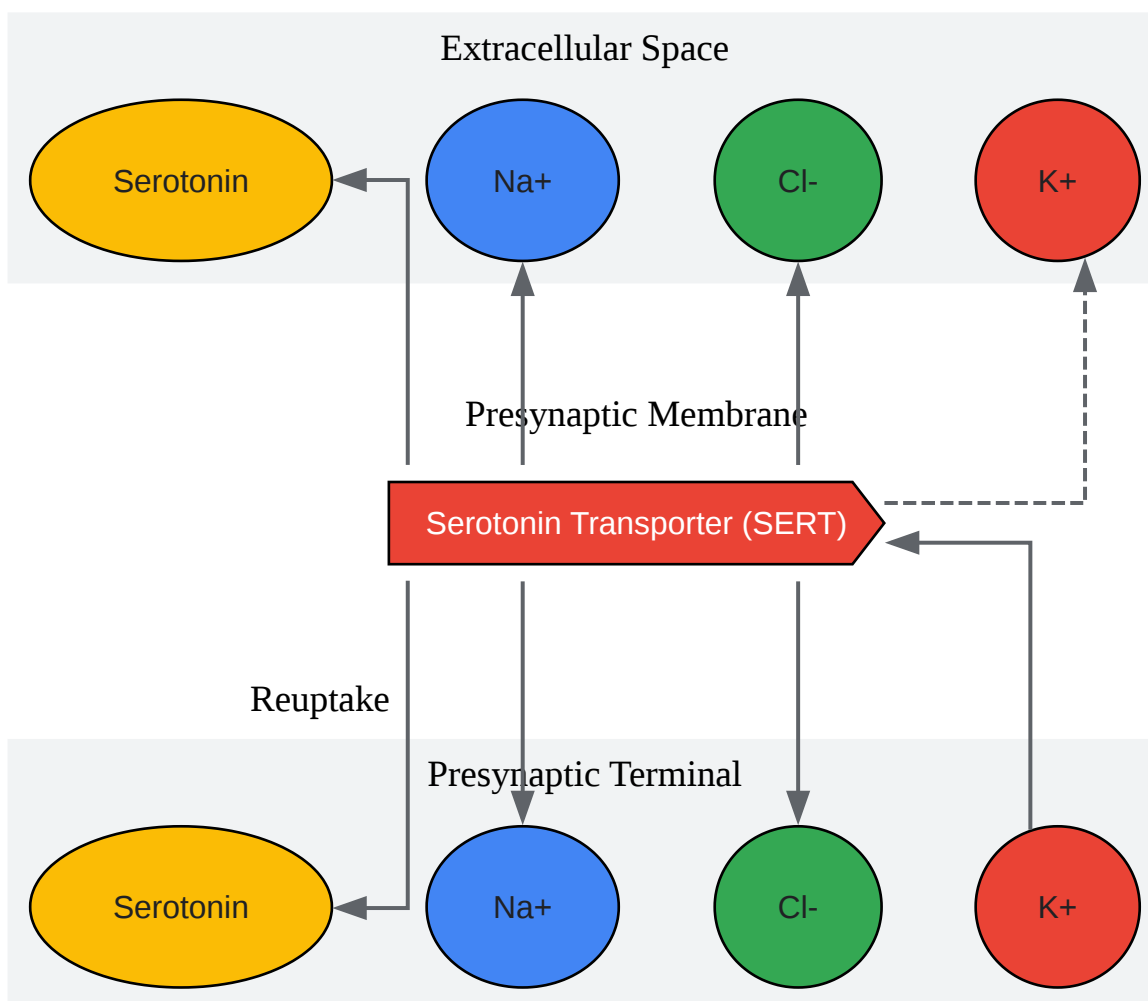 Extracellular Space
Serotonin
Na+
Cl-
K+
Presynaptic Membrane
Serotonin Transporter (SERT)
Reuptake
Presynaptic Terminal
Serotonin
Na+
Cl-
K+